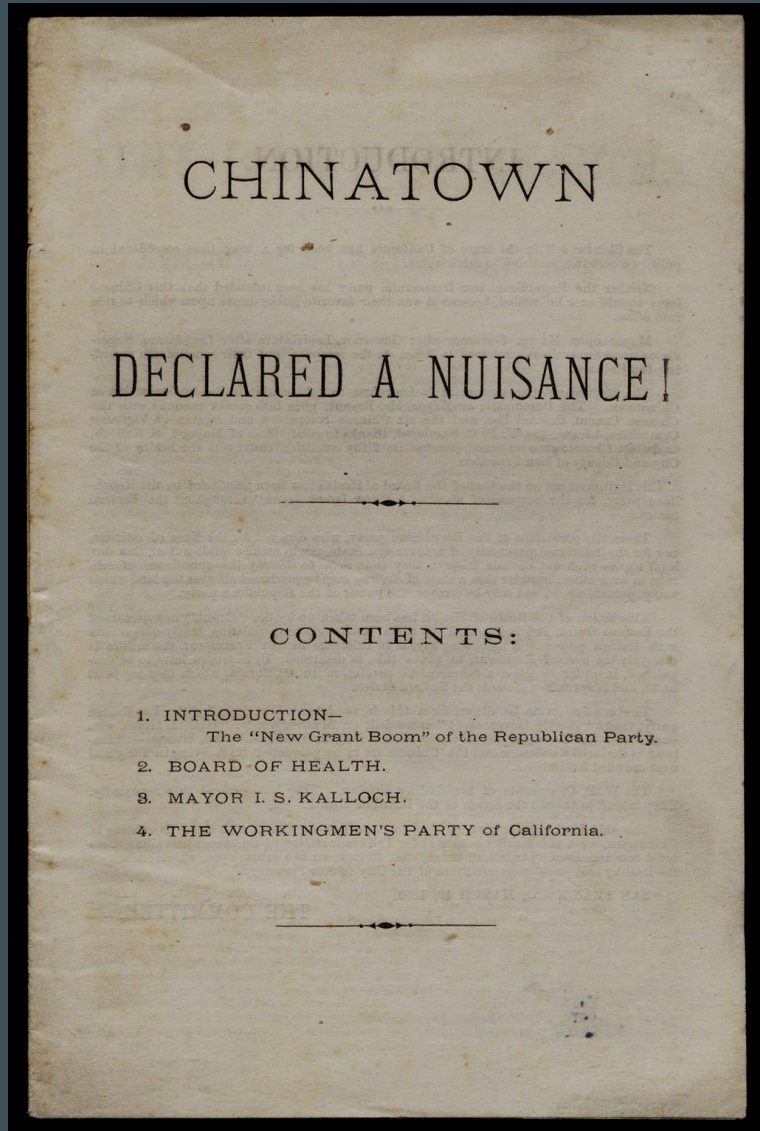 CHINATOWN
DECLARED A NUISANCE!
CONTENTS:
1. INTRODUCTION—
The "New Grant Boom" of the Republican Party.
2. BOARD OF HEALTH.
3. MAYOR I. S. KALLOCH.
4. THE WORKINGMEN'S PARTY of California.